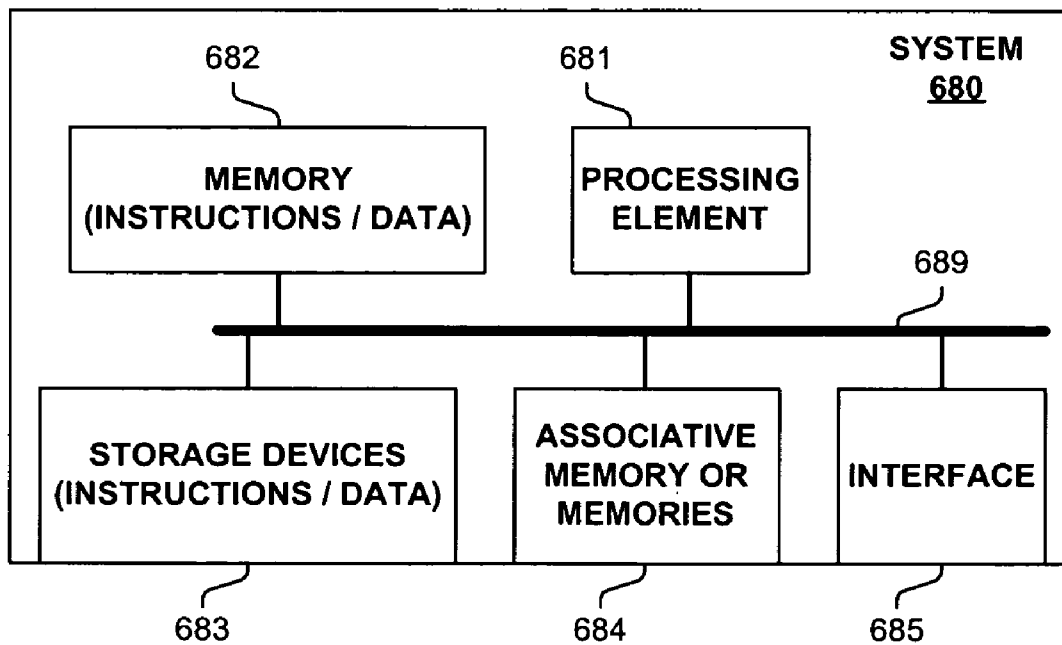 682
681
SYSTEM
680
MEMORY
(INSTRUCTIONS / DATA)
PROCESSING
ELEMENT
689
STORAGE DEVICES
(INSTRUCTIONS / DATA)
ASSOCIATIVE
MEMORY OR
MEMORIES
INTERFACE
683
684
685